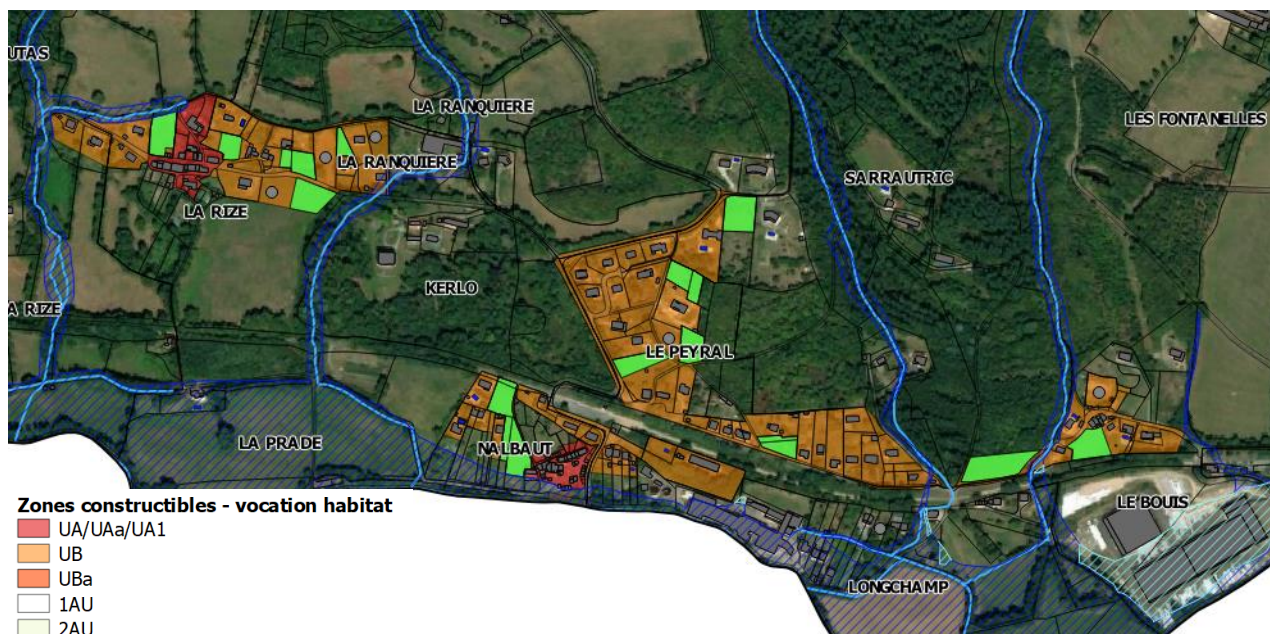 UTAS
LA RANQUIERE
LES FONTANELLES
LA RANQUIERE
SARRAUTRIC
LA RIZE
KERLO
A RIZE
LE PEYRAL
LA PRADE
NALBAUT
LE BOUIS
LONGCHAMP
Zones constructibles - vocation habitat
UA/UAa/UA1
UB
UBa
1AU
2AU